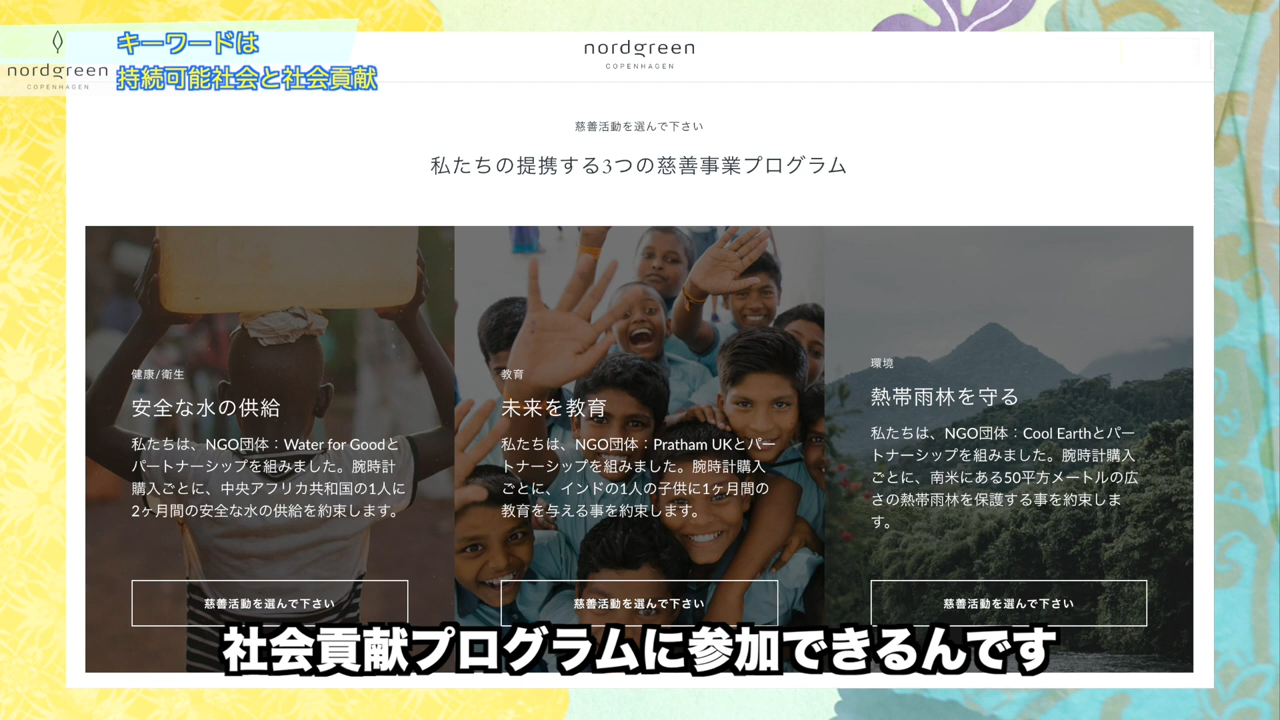 キーワードは
持続可能社会と社会貢献
nordgreen
COPENHAGEN
nordgreen
COPENHAGEN
慈善活動を選んで下さい
私たちの提携する3つの慈善事業プログラム
健康/衛生
安全な水の供給
私たちは、NGO団体：Water for Goodと
パートナーシップを組みました。腕時計
購入ごとに、中央アフリカ共和国の1人に
2ヶ月間の安全な水の供給を約束します。
慈善活動を選んで下さい
教育
未来を教育
私たちは、NGO団体：Pratham UKとパー
トナーシップを組みました。腕時計購入
ごとに、インドの1人の子供に1ヶ月間の
教育を与える事を約束します。
慈善活動を選んで下さい
環境
熱帯雨林を守る
私たちは、NGO団体：Cool Earthとパー
トナーシップを組みました。腕時計購入
ごとに、南米にある50平方メートルの広
さの熱帯雨林を保護する事を約束しま
す。
慈善活動を選んで下さい
社会貢献プログラムに参加できるんです